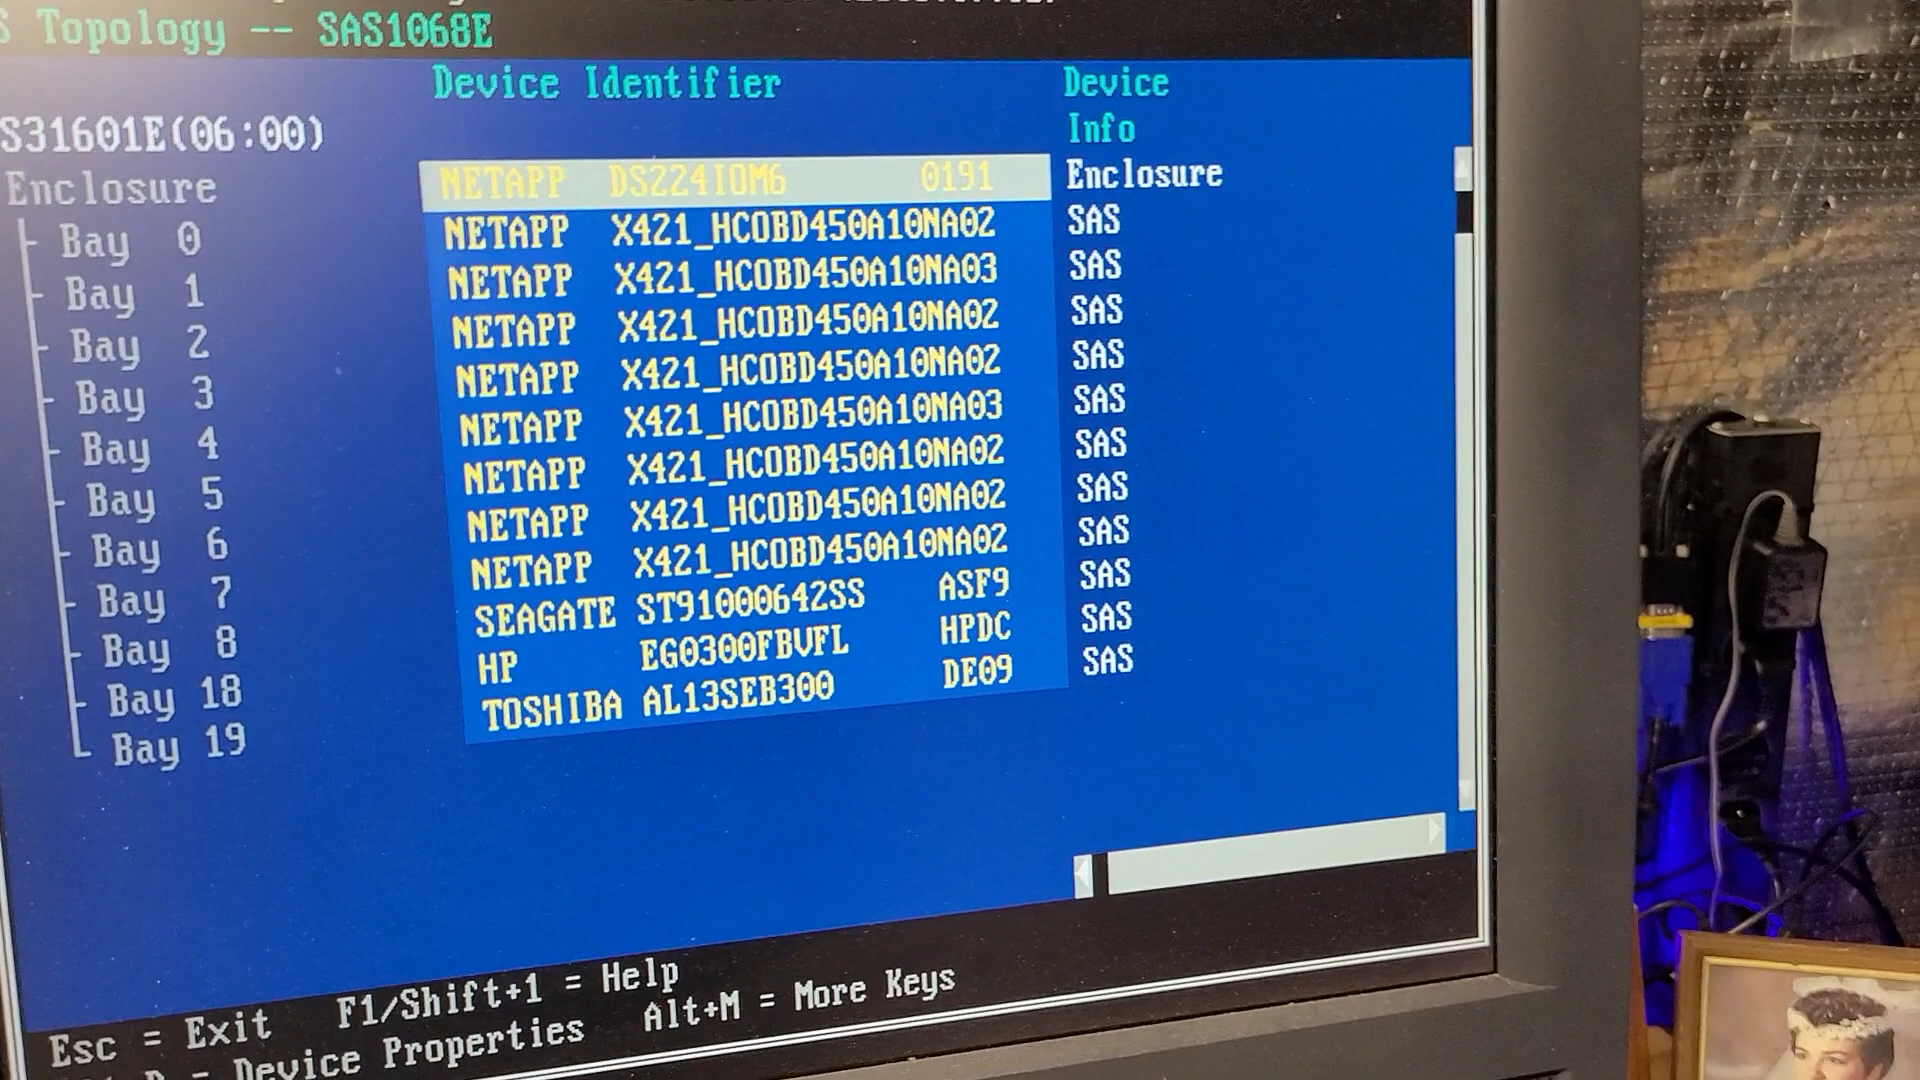 Topology -- SAS1068E
Device Identifier Device
Info
S31601E(06:00)
Enclosure NETAPP DS224IOM6 0191 Enclosure
Bay 0 NETAPP X421_HCOBD450A10NA02 SAS
Bay 1 NETAPP X421_HCOBD450A10NA03 SAS
Bay 2 NETAPP X421_HCOBD450A10NA02 SAS
Bay 3 NETAPP X421_HCOBD450A10NA02 SAS
Bay 4 NETAPP X421_HCOBD450A10NA03 SAS
Bay 5 NETAPP X421_HCOBD450A10NA02 SAS
Bay 6 NETAPP X421_HCOBD450A10NA02 SAS
Bay 7 NETAPP X421_HCOBD450A10NA02 SAS
Bay 8 SEAGATE ST91000642SS ASF9 SAS
Bay 18 HP EG0300FBVFL HPDC SAS
Bay 19 TOSHIBA AL13SEB300 DE09 SAS
Esc = Exit F1/Shift+1 = Help
= Device Properties Alt+M = More Keys